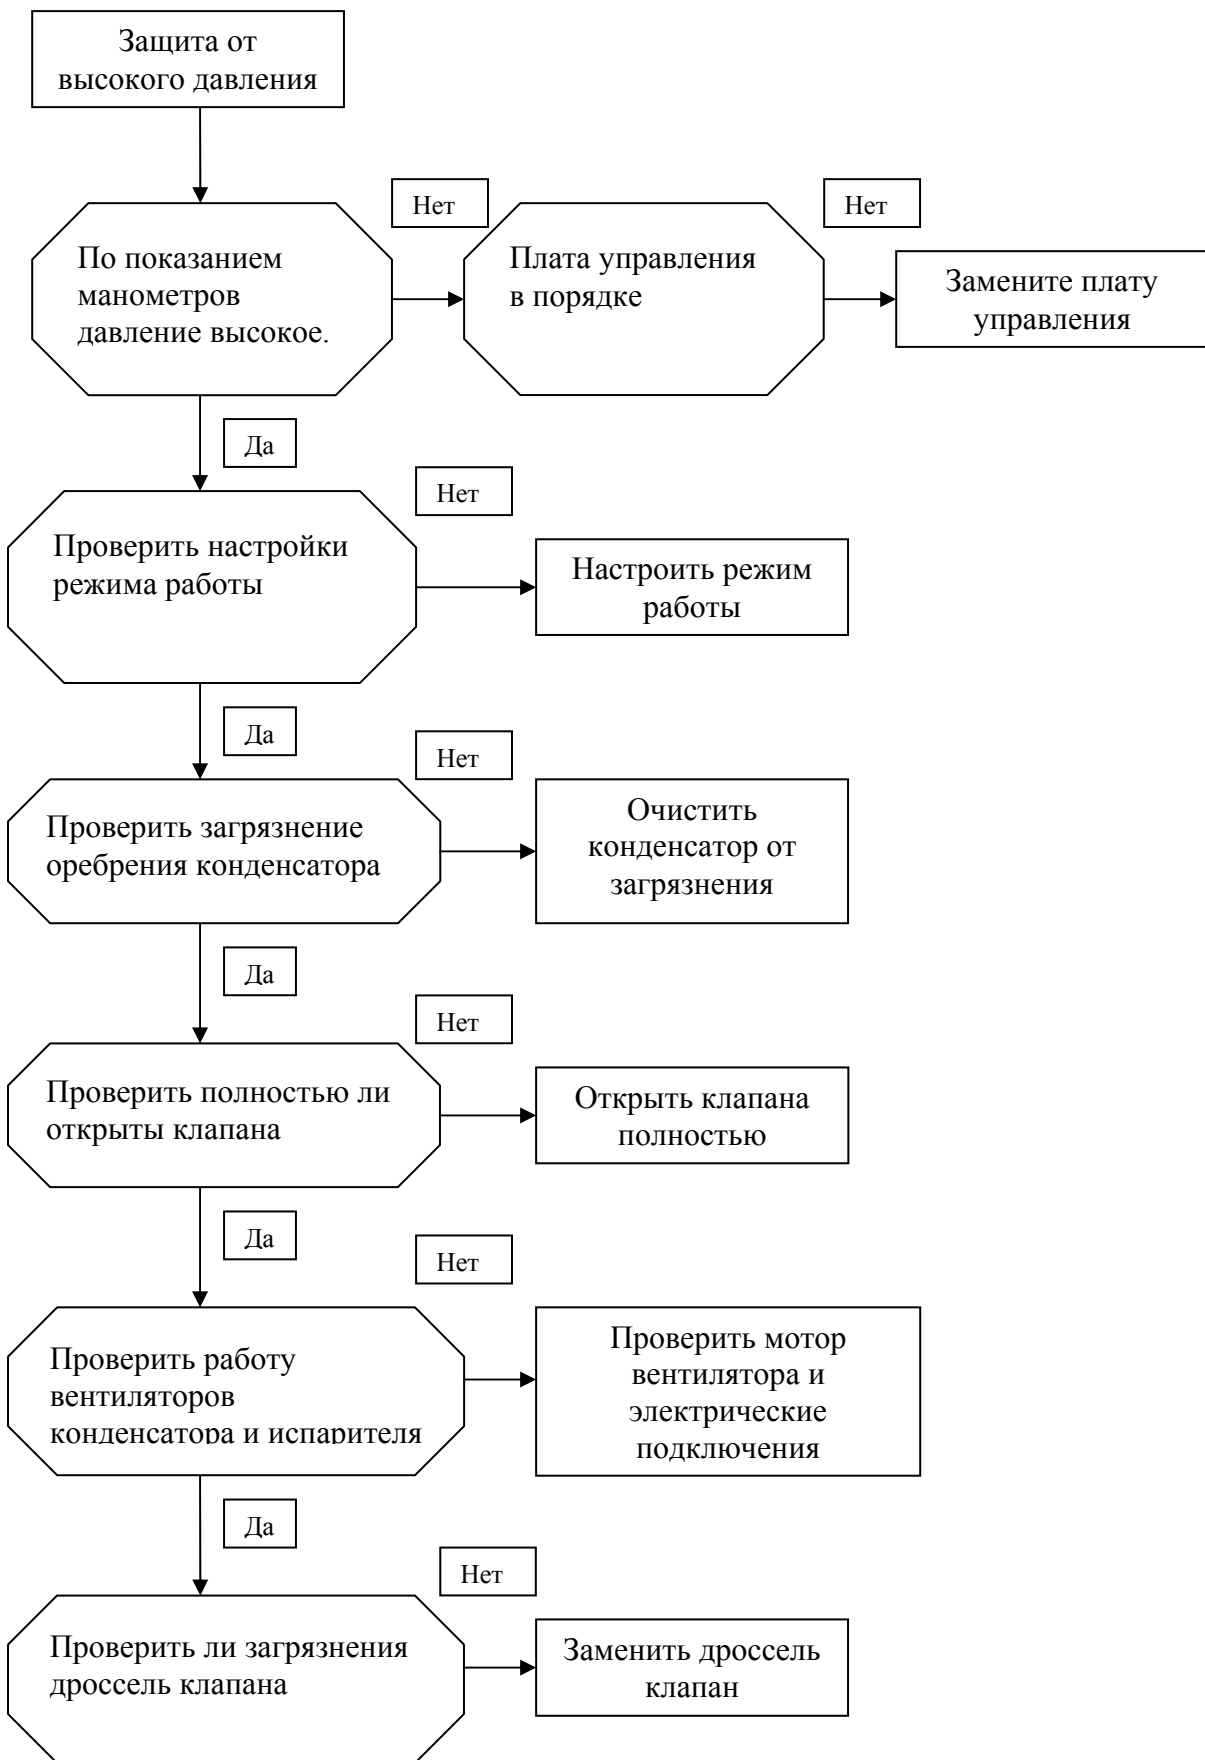 Защита от
высокого давления
Нет
Нет
По показанием
манометров
давление высокое.
Плата управления
в порядке
Замените плату
управления
Да
Нет
Проверить настройки
режима работы
Настроить режим
работы
Да
Нет
Проверить загрязнение
оребрения конденсатора
Очистить
конденсатор от
загрязнения
Да
Нет
Проверить полностью ли
открыты клапана
Открыть клапана
полностью
Да
Нет
Проверить работу
вентиляторов
конденсатора и испарителя
Проверить мотор
вентилятора и
электрические
подключения
Да
Нет
Проверить ли загрязнения
дроссель клапана
Заменить дроссель
клапан